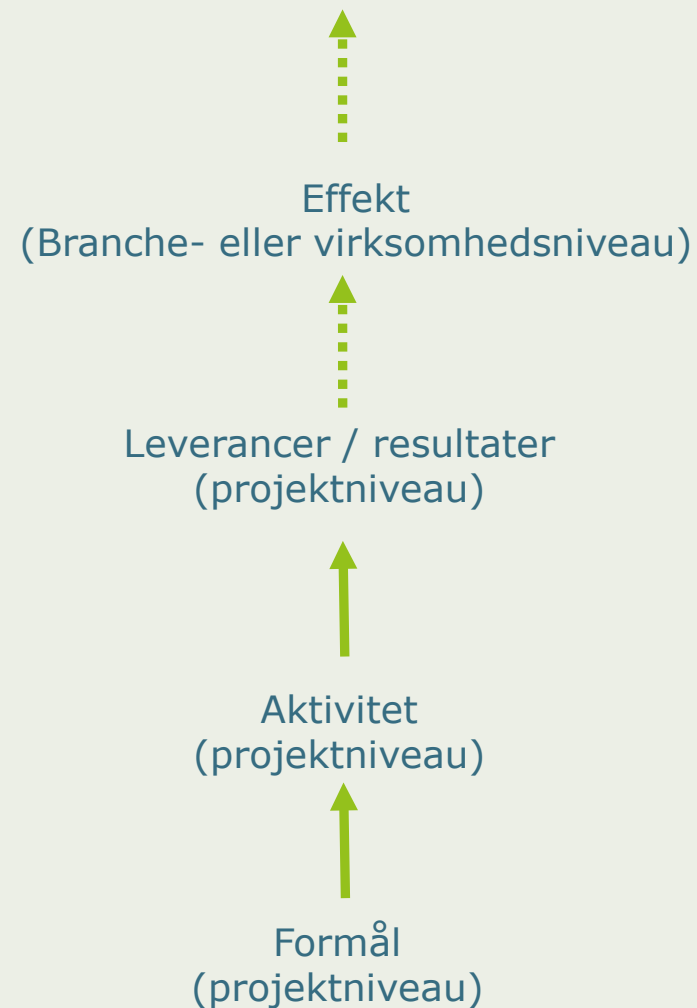 Effekt
(Branche- eller virksomhedsniveau)
Leverancer / resultater
(projektniveau)
Aktivitet
(projektniveau)
Formål
(projektniveau)